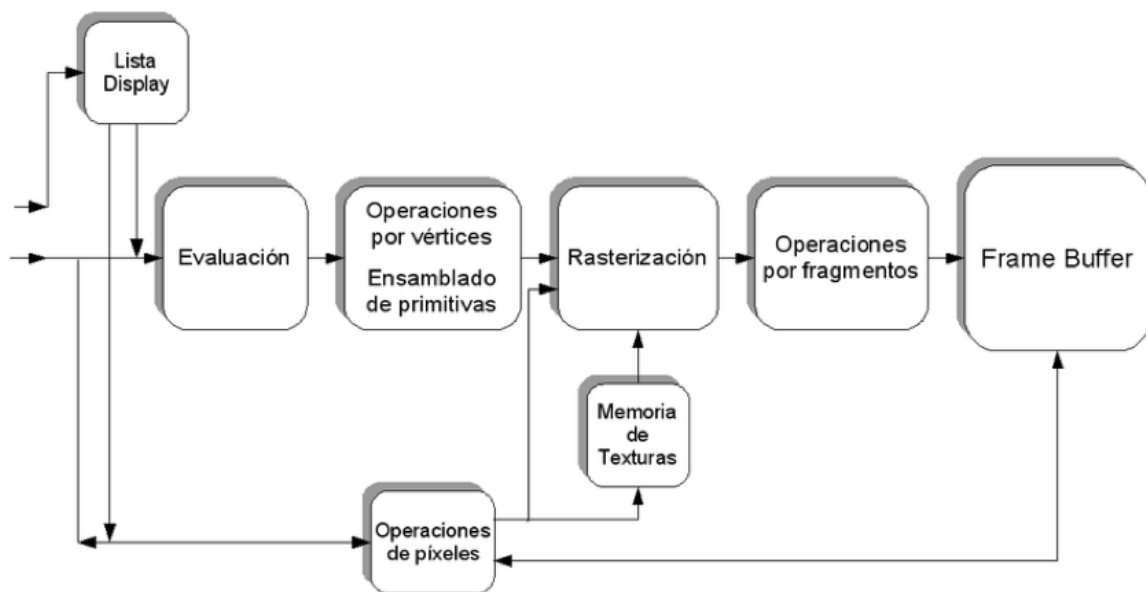 Lista
Display
Evaluación
Operaciones
por vértices
Ensamblado
de primitivas
Rasterización
Operaciones
por fragmentos
Frame Buffer
Memoria
de
Texturas
Operaciones
de píxeles